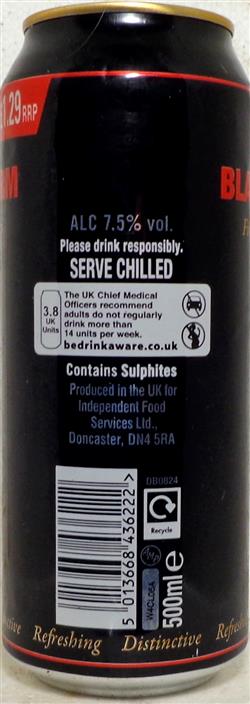 1.29 RRP
M
BLA
ALC 7.5% vol.
Please drink responsibly.
SERVE CHILLED
3.8
UK
Units
The UK Chief Medical
Officers recommend
adults do not regularly
drink more than
14 units per week.
bedrinkaware.co.uk
Contains Sulphites
Produced in the UK for
Independent Food
Services Ltd.,
Doncaster, DN4 5RA
DB0824
Recycle
W4CL05A
5 013668 436222 >
500ml e
Refreshing Distinctive